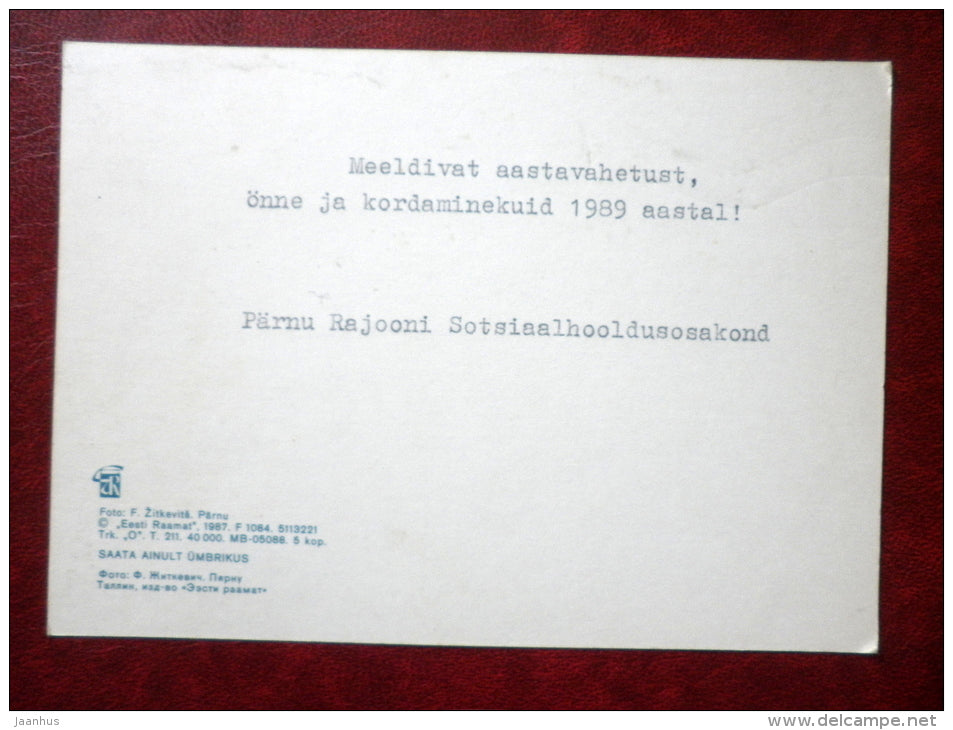 Meeldivat aastavahetust,
önne ja kordaminekuid 1989 aastal!
Pärnu Rajooni Sotsiaalhooldusosakond
Foto: F. Žitkevitš. Pärnu
© „Eesti Raamat", 1987. F 1084. 5113221
Trk. „O". T. 211. 40 000. MB-05088. 5 kop.
SAATA AINULT ÜMBRIKUS
Фото: Ф. Житкевич. Пярну
Таллин, изд-во «Ээсти раамат»
jaanhus
www.delcampe.net